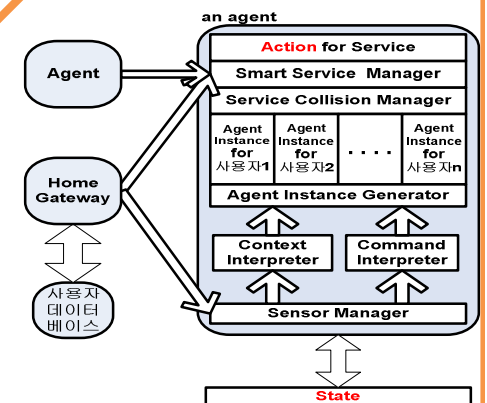 an agent
Action for Service
Agent
Smart Service Manager
Service Collision Manager
Agent
Instance
for
사용자1
Agent
Instance
for
사용자2
. . . .
Agent
Instance
for
사용자n
Home
Gateway
Agent Instance Generator
Context
Interpreter
Command
Interpreter
사용자
데이터
베이스
Sensor Manager
State